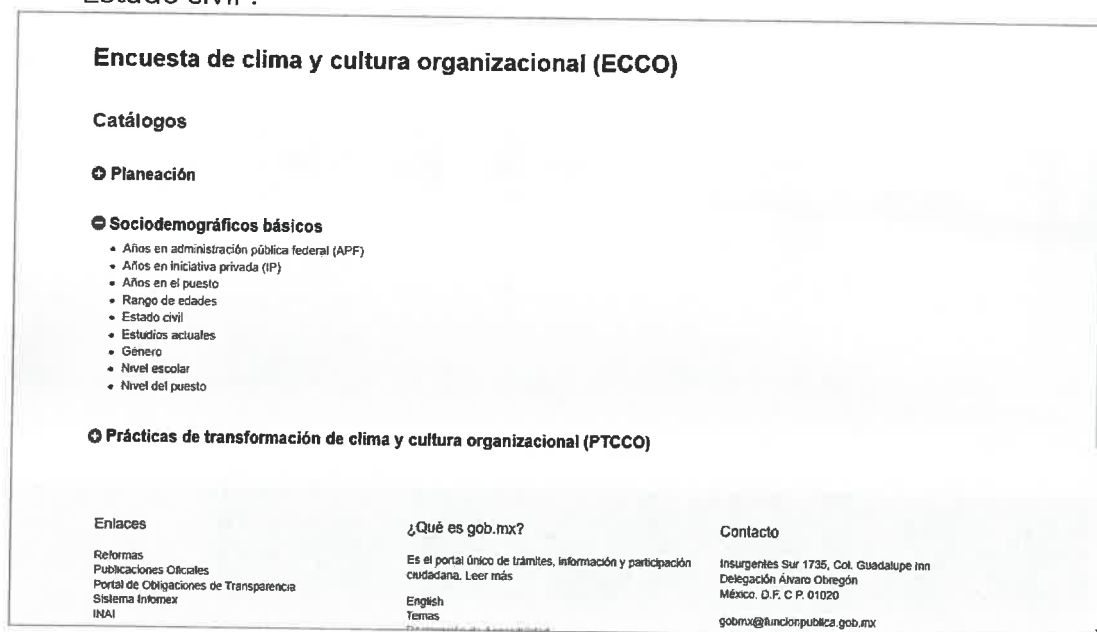 Estado civil".
Encuesta de clima y cultura organizacional (ECCO)
Catálogos
Planeación
Sociodemográficos básicos
• Años en administración pública federal (APF)
• Años en iniciativa privada (IP)
• Años en el puesto
• Rango de edades
• Estado civil
• Estudios actuales
• Género
• Nivel escolar
• Nivel del puesto
Prácticas de transformación de clima y cultura organizacional (PTCCO)
Enlaces
Reformas
Publicaciones Oficiales
Portal de Obligaciones de Transparencia
Sistema Infomex
INAI
¿Qué es gob.mx?
Es el portal único de trámites, información y participación
ciudadana. Leer más
English
Temas
Contacto
Insurgentes Sur 1735, Col. Guadalupe Inn
Delegación Álvaro Obregón
México, D.F. C.P. 01020
gobmx@funcionpublica.gob.mx